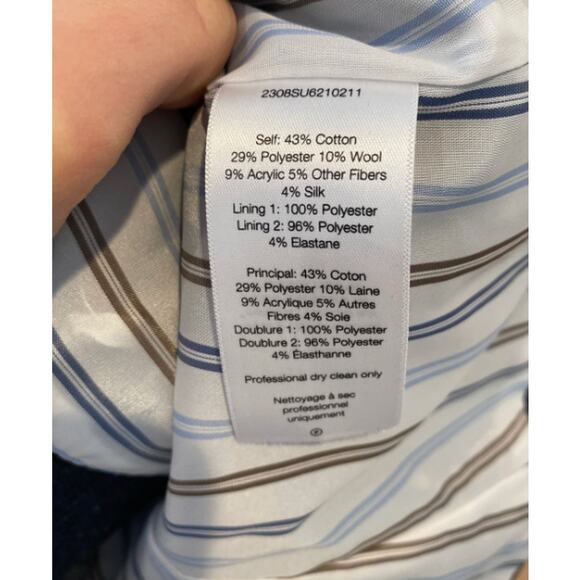 2308SU6210211
Self: 43% Cotton
29% Polyester 10% Wool
9% Acrylic 5% Other Fibers
4% Silk
Lining 1: 100% Polyester
Lining 2: 96% Polyester
4% Elastane
Principal: 43% Coton
29% Polyester 10% Laine
9% Acrylique 5% Autres
Fibres 4% Soie
Doublure 1: 100% Polyester
Doublure 2: 96% Polyester
4% Élasthanne
Professional dry clean only
Nettoyage à sec
professionnel
uniquement